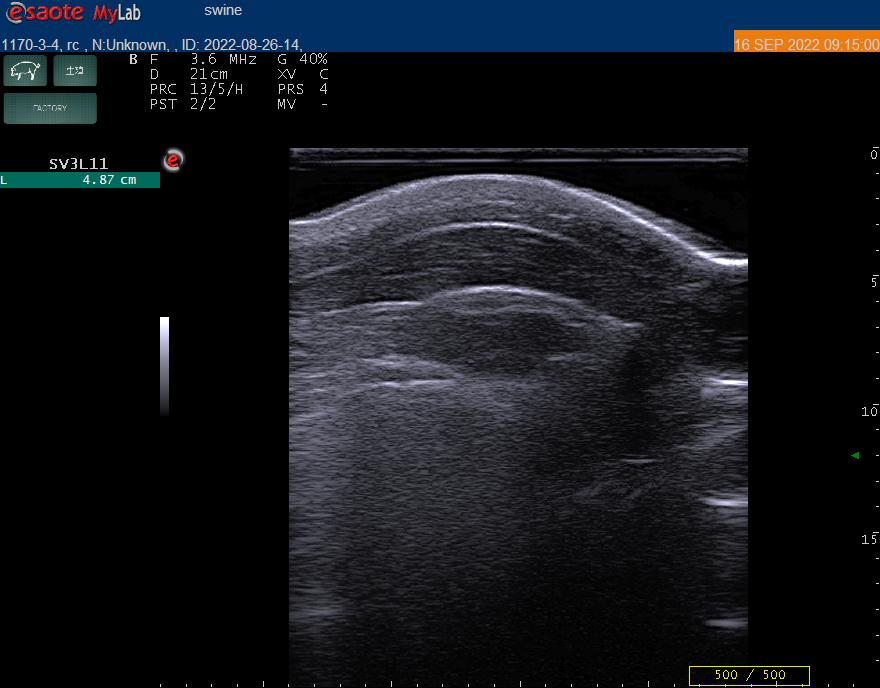 esaote MyLab
swine
1170-3-4, rc , N:Unknown, , ID: 2022-08-26-14,
16 SEP 2022 09:15:00
B F 3.6 MHz G 40%
D 21cm XV C
PRC 13/5/H PRS 4
PST 2/2 MV -
FACTORY
SV3L11
e
L 4.87 cm
0
5
10
15
500 / 500